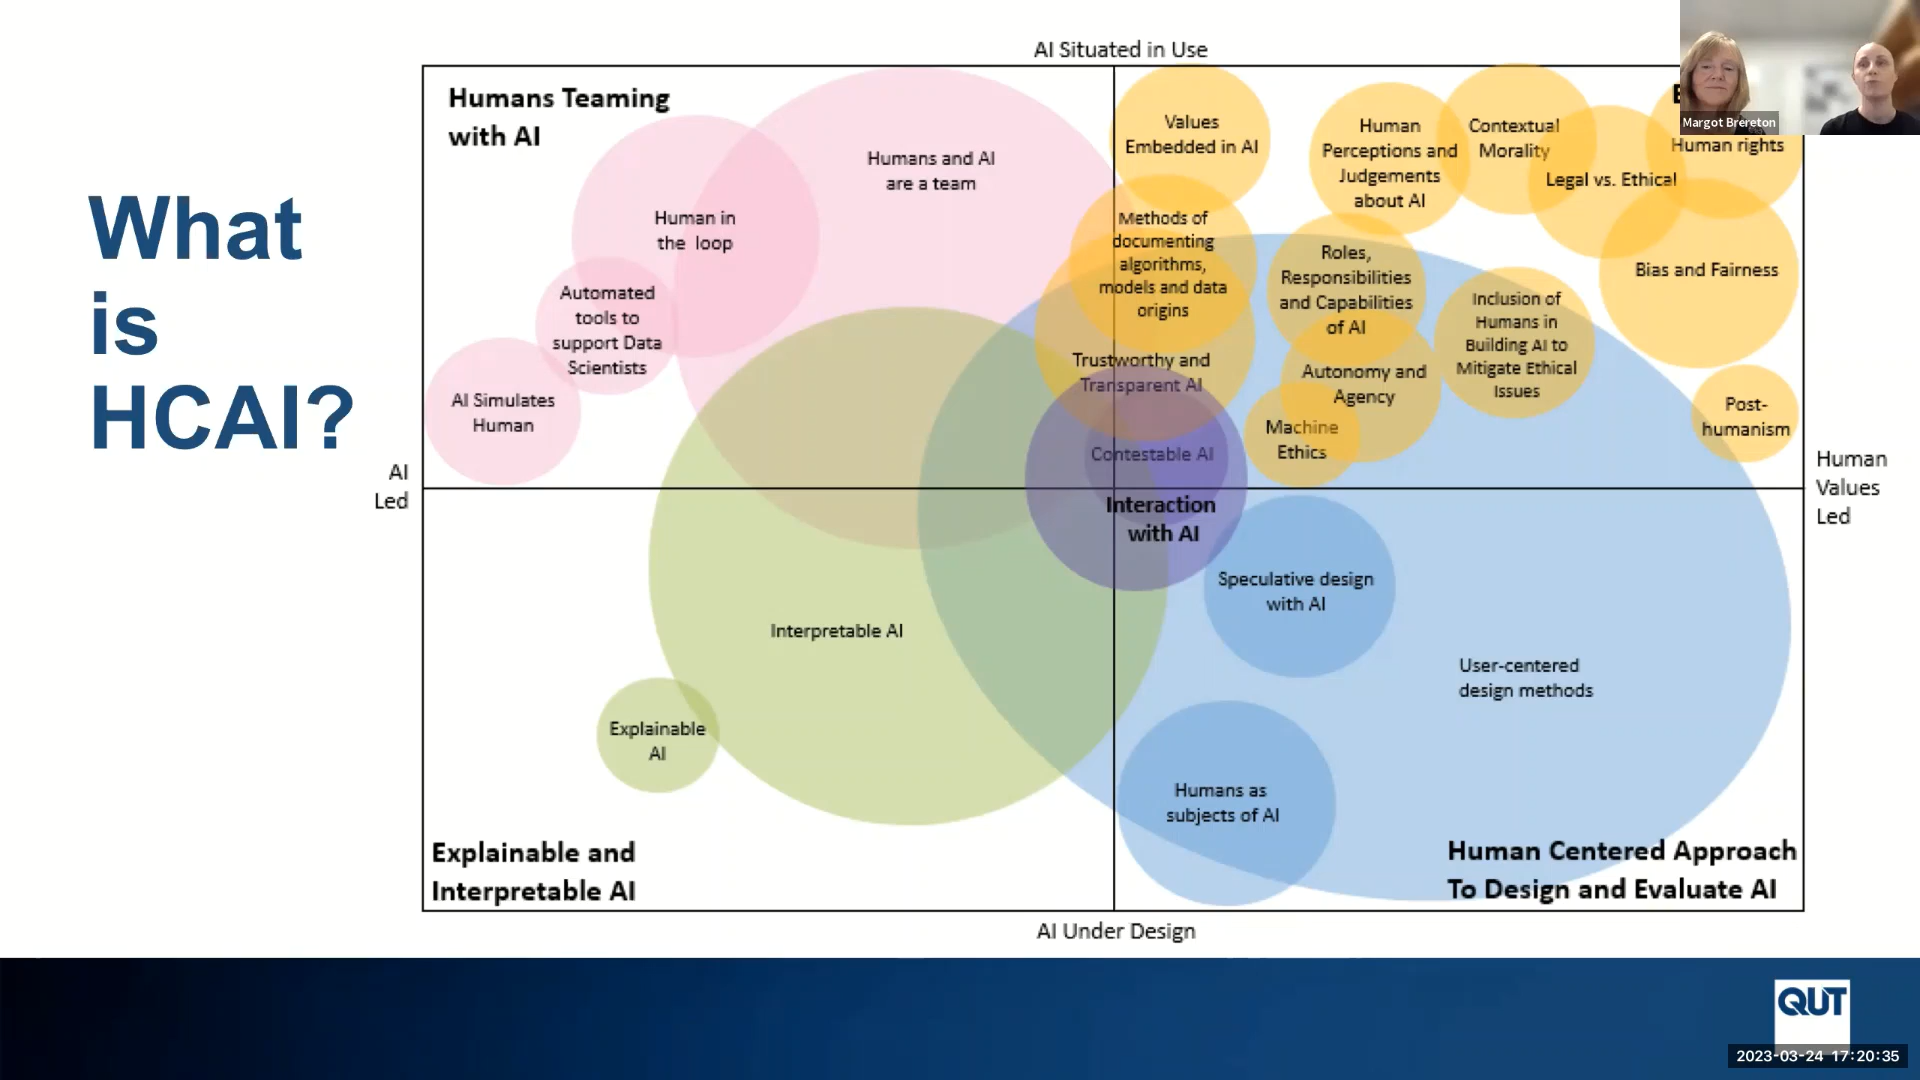 What
is
HCAI?
AI Situated in Use
Humans Teaming
with AI
Humans and AI
are a team
Human in
the loop
Automated
tools to
support Data
Scientists
AI Simulates
Human
Values
Embedded in AI
Human
Perceptions and
Judgements
about AI
Contextual
Morality
Legal vs. Ethical
Human rights
Bias and Fairness
Methods of
documenting
algorithms,
models and data
origins
Roles,
Responsibilities
and Capabilities
of AI
Inclusion of
Humans in
Building AI to
Mitigate Ethical
Issues
Trustworthy and
Transparent AI
Autonomy and
Agency
Machine
Ethics
Post-
humanism
Contestable AI
Interaction
with AI
AI
Led
Human
Values
Led
Interpretable AI
Explainable
AI
Explainable and
Interpretable AI
Speculative design
with AI
User-centered
design methods
Humans as
subjects of AI
Human Centered Approach
To Design and Evaluate AI
AI Under Design
Margot Brereton
QUT
2023-03-24 17:20:35